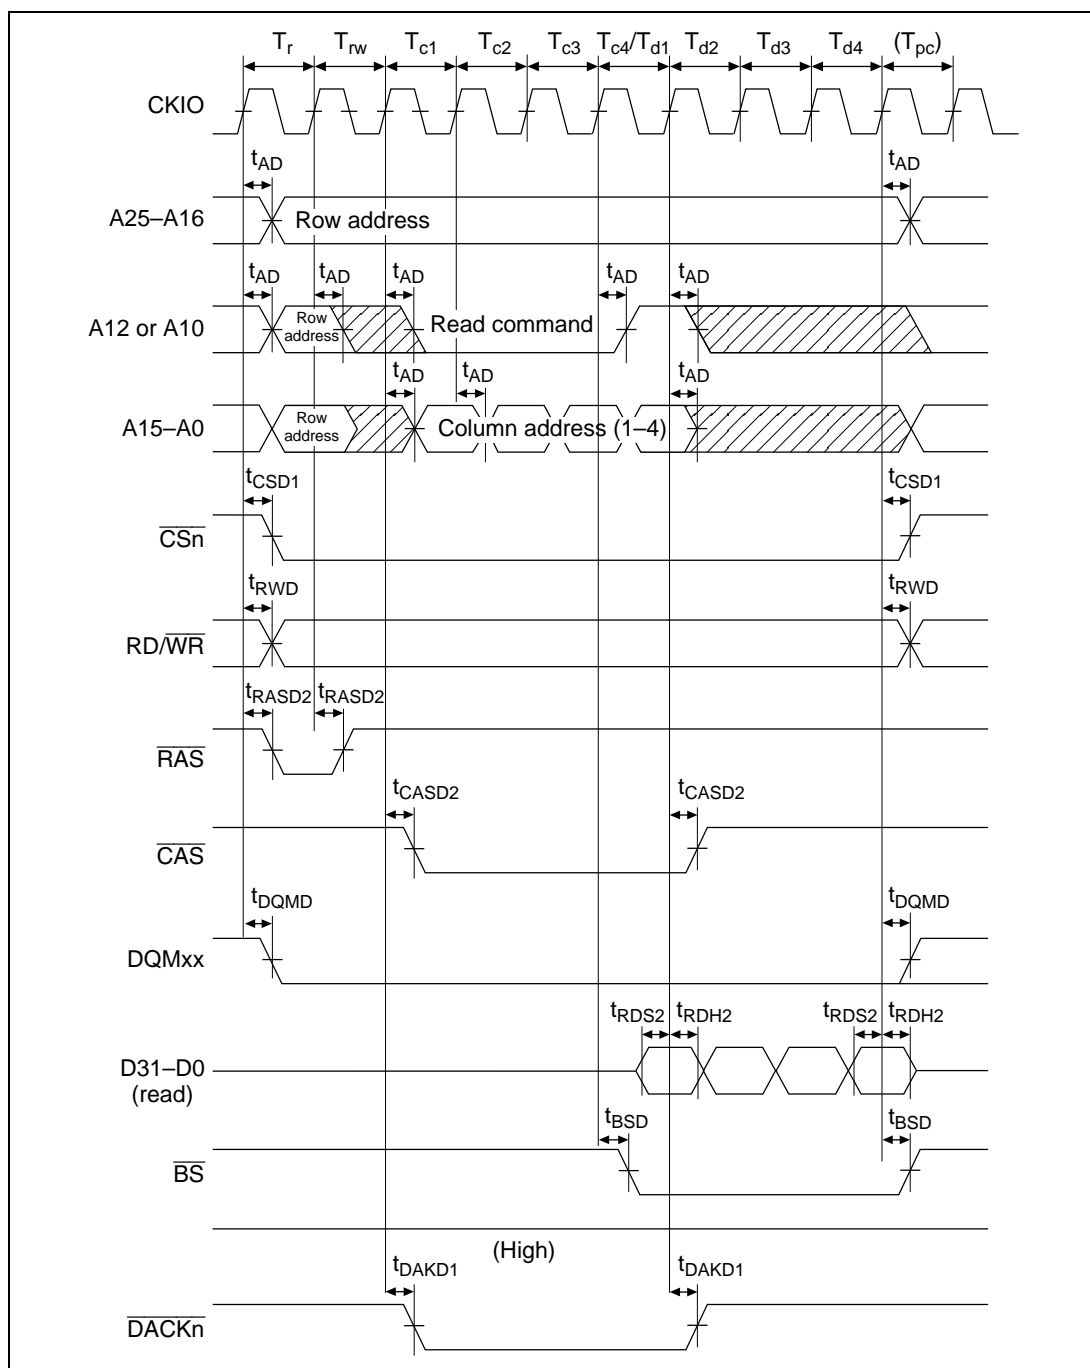 Tr Trw Tc1 Tc2 Tc3 Tc4/Td1 Td2 Td3 Td4 (Tpc)
CKIO
tAD tAD
A25–A16 Row address
tAD tAD tAD tAD tAD
A12 or A10 Row address Read command
tAD tAD tAD
A15–A0 Row address Column address (1–4)
tCSD1 tCSD1
CSn
tRWD tRWD
RD/WR
tRASD2 tRASD2
RAS
tCASD2 tCASD2
CAS
tDQMD tDQMD
DQMxx
tRDS2 tRDH2 tRDS2 tRDH2
D31–D0
(read)
tBSD tBSD
BS
(High)
tDAKD1 tDAKD1
DACKn